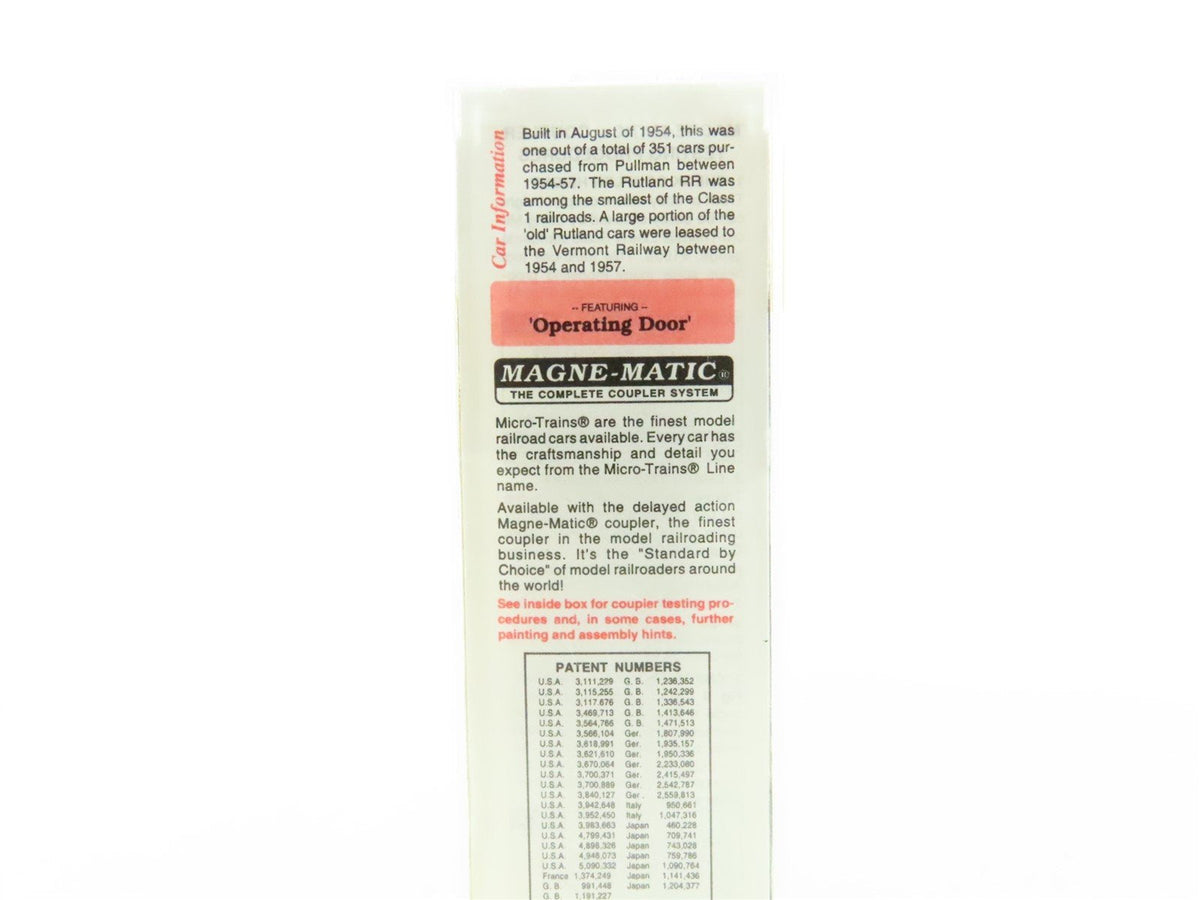 Car Information
Built in August of 1954, this was
one out of a total of 351 cars pur-
chased from Pullman between
1954-57. The Rutland RR was
among the smallest of the Class
1 railroads. A large portion of the
'old' Rutland cars were leased to
the Vermont Railway between
1954 and 1957.
-- FEATURING --
'Operating Door'
MAGNE-MATIC®
THE COMPLETE COUPLER SYSTEM
Micro-Trains® are the finest model
railroad cars available. Every car has
the craftsmanship and detail you
expect from the Micro-Trains® Line
name.
Available with the delayed action
Magne-Matic® coupler, the finest
coupler in the model railroading
business. It's the "Standard by
Choice" of model railroaders around
the world!
See inside box for coupler testing pro-
cedures and, in some cases, further
painting and assembly hints.
PATENT NUMBERS
U.S.A. 3,111,229 G. B. 1,236,352
U.S.A. 3,115,255 G. B. 1,242,299
U.S.A. 3,117,676 G. B. 1,336,543
U.S.A. 3,469,713 G. B. 1,413,646
U.S.A. 3,564,766 G. B. 1,471,513
U.S.A. 3,566,104 Ger. 1,807,990
U.S.A. 3,618,991 Ger. 1,935,157
U.S.A. 3,621,610 Ger. 1,950,336
U.S.A. 3,670,064 Ger. 2,233,080
U.S.A. 3,700,371 Ger. 2,415,497
U.S.A. 3,700,889 Ger. 2,542,787
U.S.A. 3,840,127 Ger. 2,559,813
U.S.A. 3,942,648 Italy 950,661
U.S.A. 3,952,450 Italy 1,047,316
U.S.A. 3,983,663 Japan 460,228
U.S.A. 4,799,431 Japan 709,741
U.S.A. 4,898,326 Japan 743,028
U.S.A. 4,946,073 Japan 759,786
U.S.A. 5,090,332 Japan 1,090,764
France 1,374,249 Japan 1,141,436
G. B. 991,448 Japan 1,204,377
G. B. 1,191,227